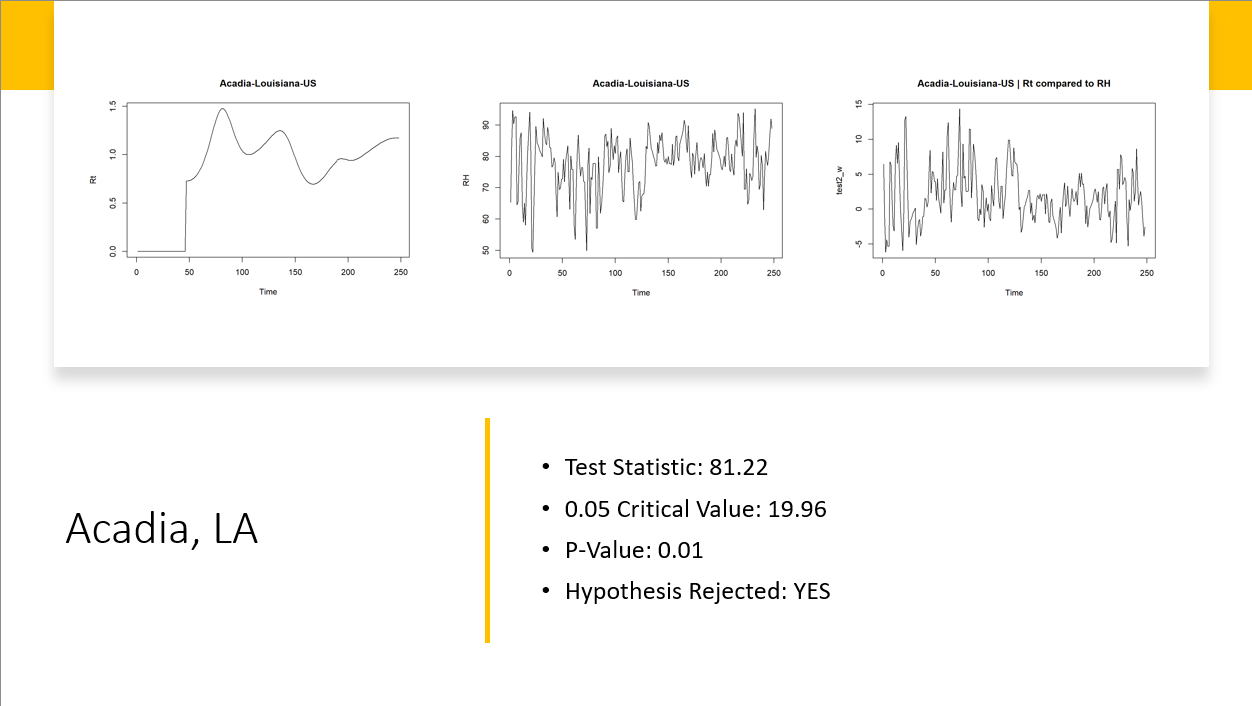 Acadia-Louisiana-US
Rt
1.5
1.0
0.5
0.0
0 50 100 150 200 250
Time
Acadia-Louisiana-US
RH
90
80
70
60
50
0 50 100 150 200 250
Time
Acadia-Louisiana-US | Rt compared to RH
test2_w
15
10
5
0
-5
0 50 100 150 200 250
Time
Acadia, LA
• Test Statistic: 81.22
• 0.05 Critical Value: 19.96
• P-Value: 0.01
• Hypothesis Rejected: YES